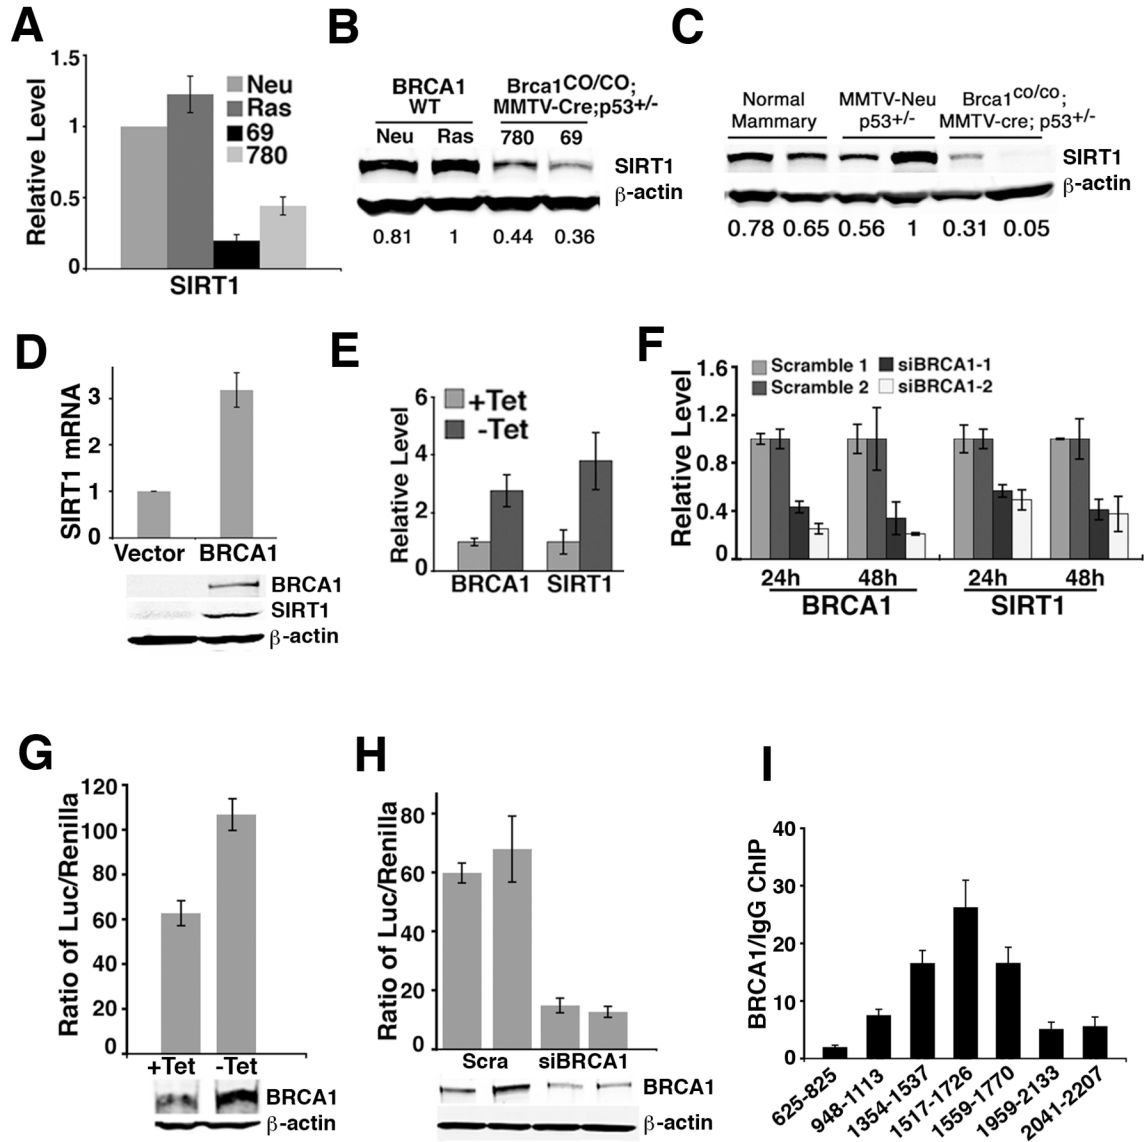 A
1.5
1
0.5
0
Relative Level
Neu
Ras
69
780
SIRT1
B
BRCA1
WT
Brca1CO/CO;
MMTV-Cre;p53+/-
Neu Ras 780 69
SIRT1
β-actin
0.81 1 0.44 0.36
C
Normal
Mammary
MMTV-Neu
p53+/-
Brca1co/co;
MMTV-cre; p53+/-
SIRT1
β-actin
0.78 0.65 0.56 1 0.31 0.05
D
SIRT1 mRNA
3
2
1
0
Vector BRCA1
BRCA1
SIRT1
β-actin
E
Relative Level
6
4
2
0
+Tet
-Tet
BRCA1 SIRT1
F
Relative Level
1.6
1.2
0.8
0.4
0
Scramble 1 siBRCA1-1
Scramble 2 siBRCA1-2
24h 48h 24h 48h
BRCA1 SIRT1
G
Ratio of Luc/Renilla
120
100
80
60
40
20
0
+Tet -Tet
BRCA1
β-actin
H
Ratio of Luc/Renilla
80
60
40
20
0
Scra siBRCA1
BRCA1
β-actin
I
BRCA1/IgG ChIP
40
30
20
10
0
625-825
948-1113
1354-1537
1517-1726
1559-1770
1959-2133
2041-2207